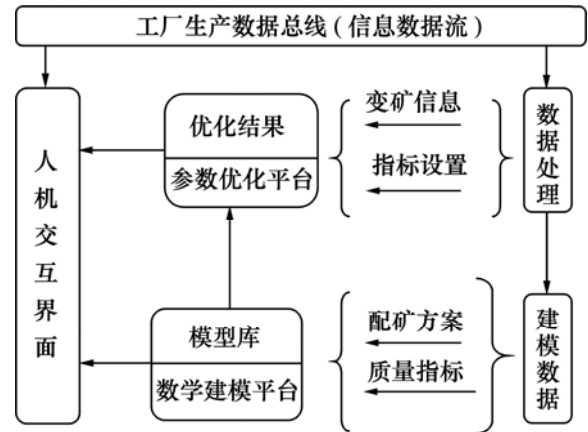 工厂生产数据总线(信息数据流)
人机交互界面
优化结果
参数优化平台
变矿信息
指标设置
数据处理
模型库
数学建模平台
配矿方案
质量指标
建模数据